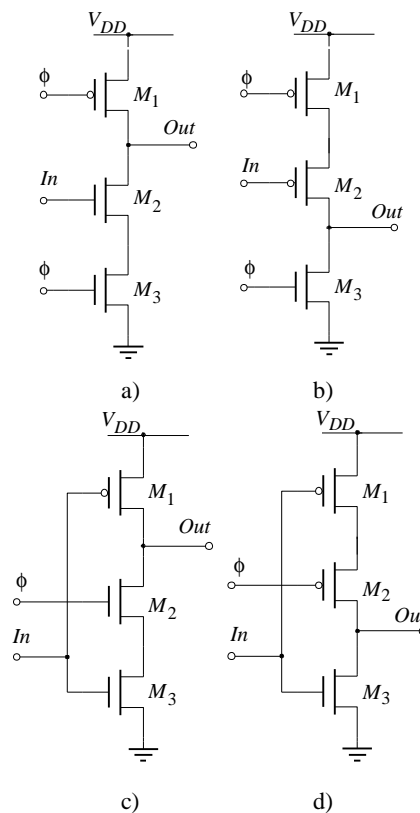 V_DD
V_DD
ϕ
M_1
Out
In
M_2
ϕ
M_3
a)
ϕ
M_1
In
M_2
Out
ϕ
M_3
b)
V_DD
V_DD
M_1
Out
ϕ
M_2
In
M_3
c)
M_1
ϕ
M_2
Ou
In
M_3
d)